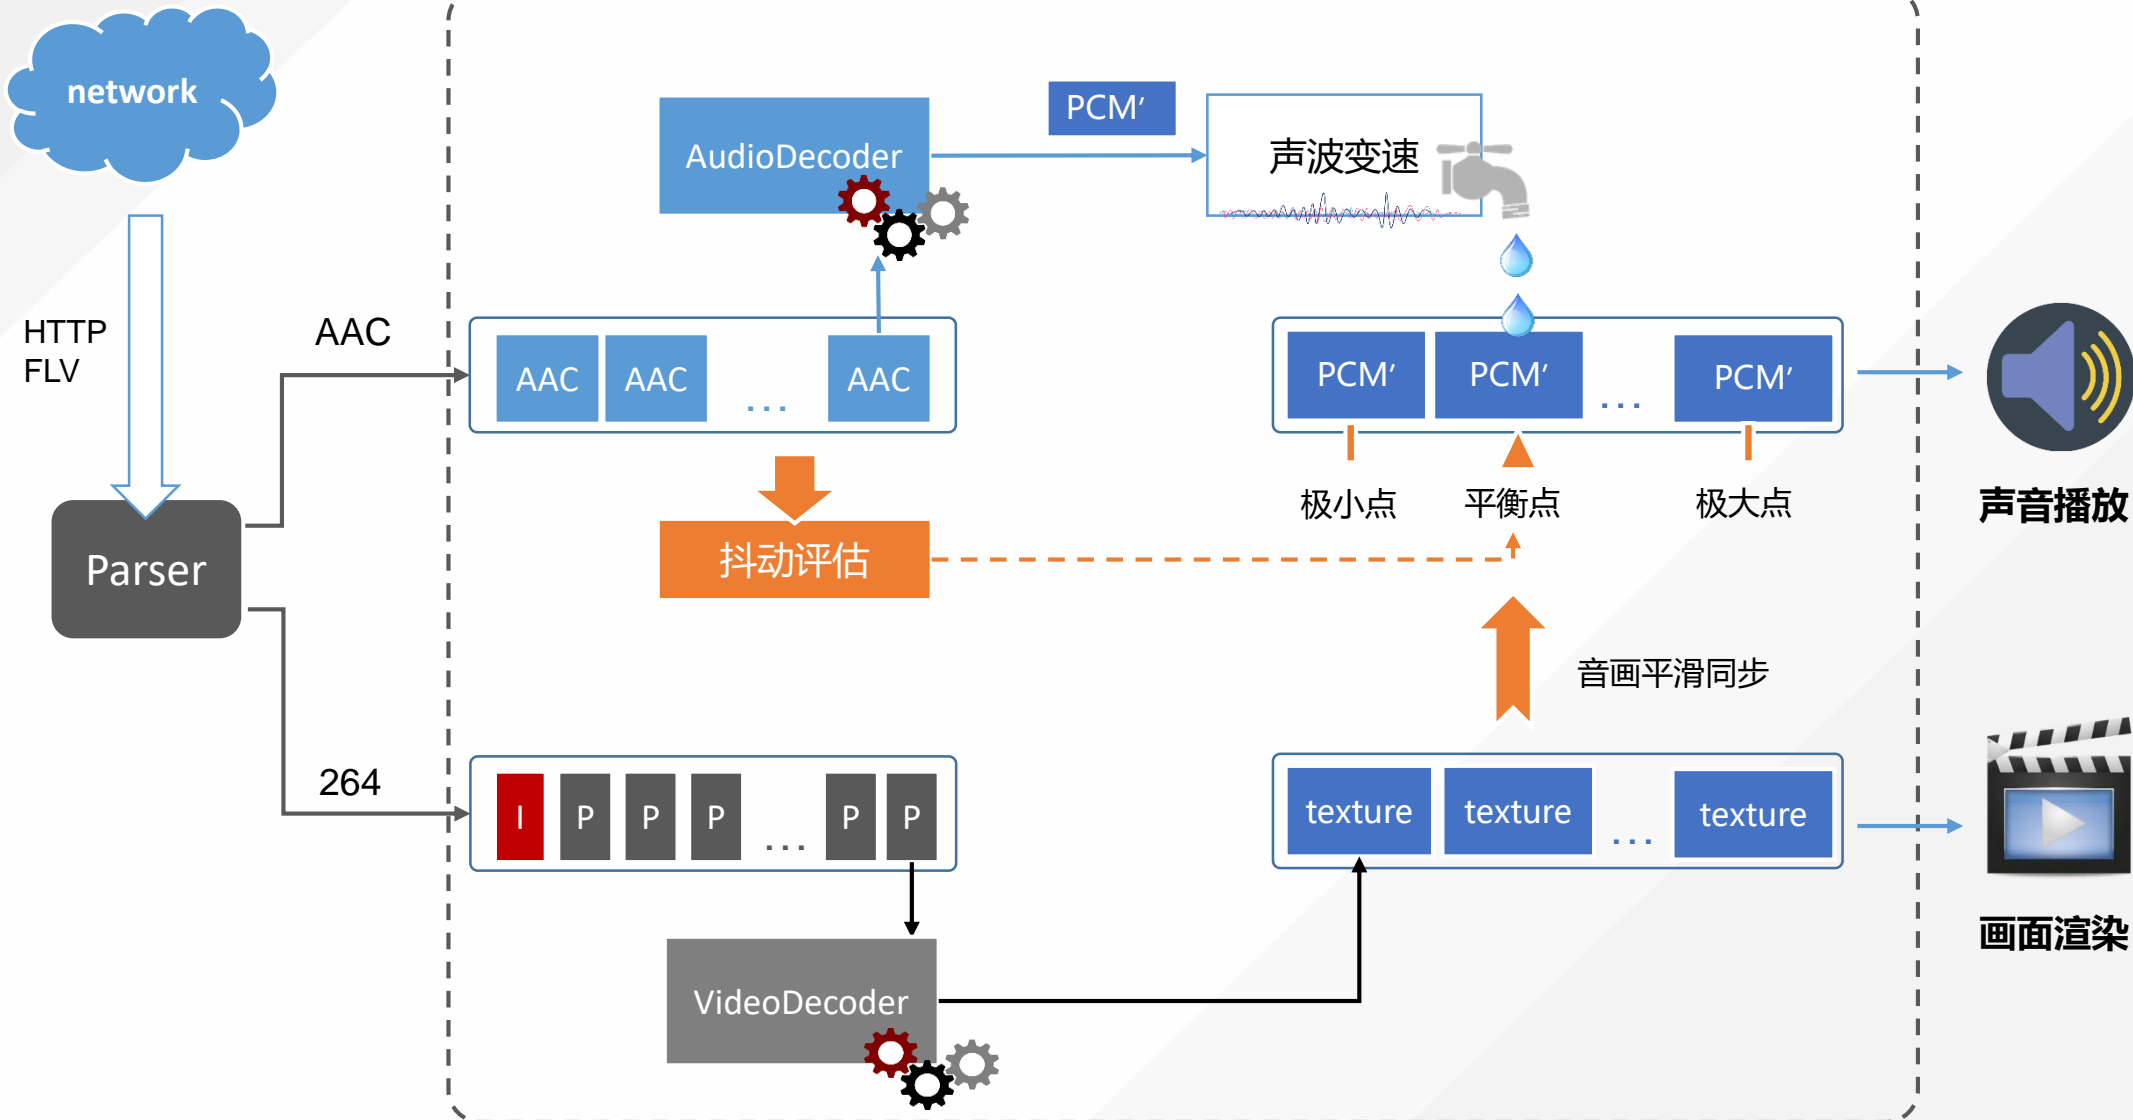 network
HTTP
FLV
Parser
AAC
264
AudioDecoder
PCM′
声波变速
AAC
AAC
...
AAC
PCM′
PCM′
...
PCM′
极小点
平衡点
极大点
抖动评估
声音播放
音画平滑同步
I
P
P
P
...
P
P
texture
texture
...
texture
VideoDecoder
画面渲染